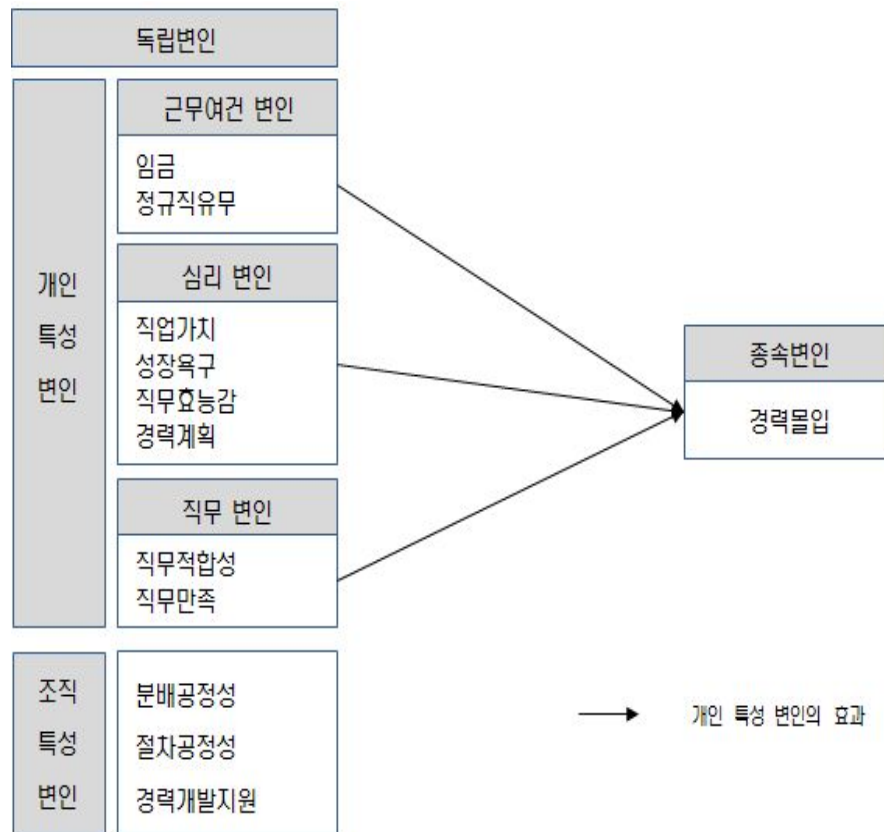 독립변인
개인
특성
변인
근무여건 변인
임금
정규직유무
심리 변인
직업가치
성장욕구
직무효능감
경력계획
직무 변인
직무적합성
직무만족
종속변인
경력몰입
조직
특성
변인
분배공정성
절차공정성
경력개발지원
개인 특성 변인의 효과